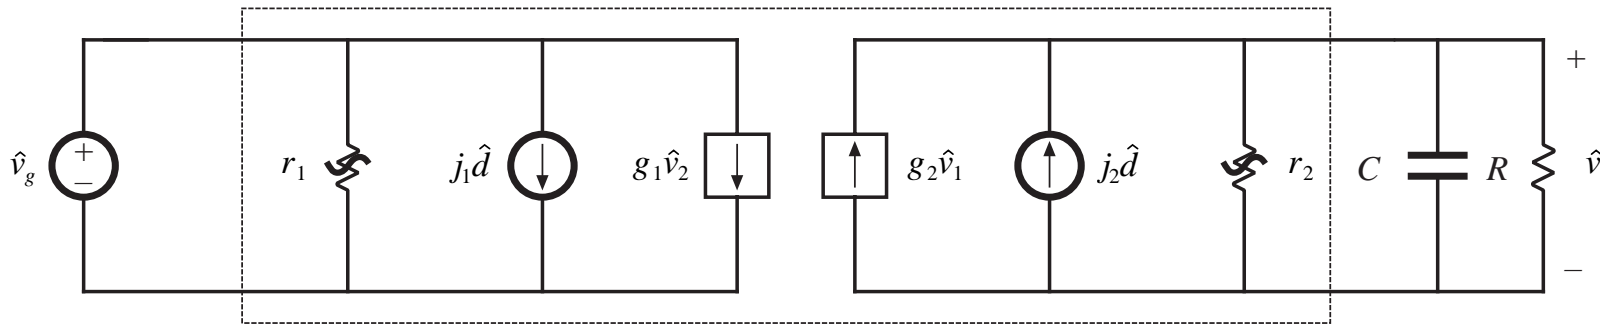 +
v̂g + − r₁ j₁d̂ g₁v̂₂ g₂v̂₁ j₂d̂ r₂ C R v̂
−